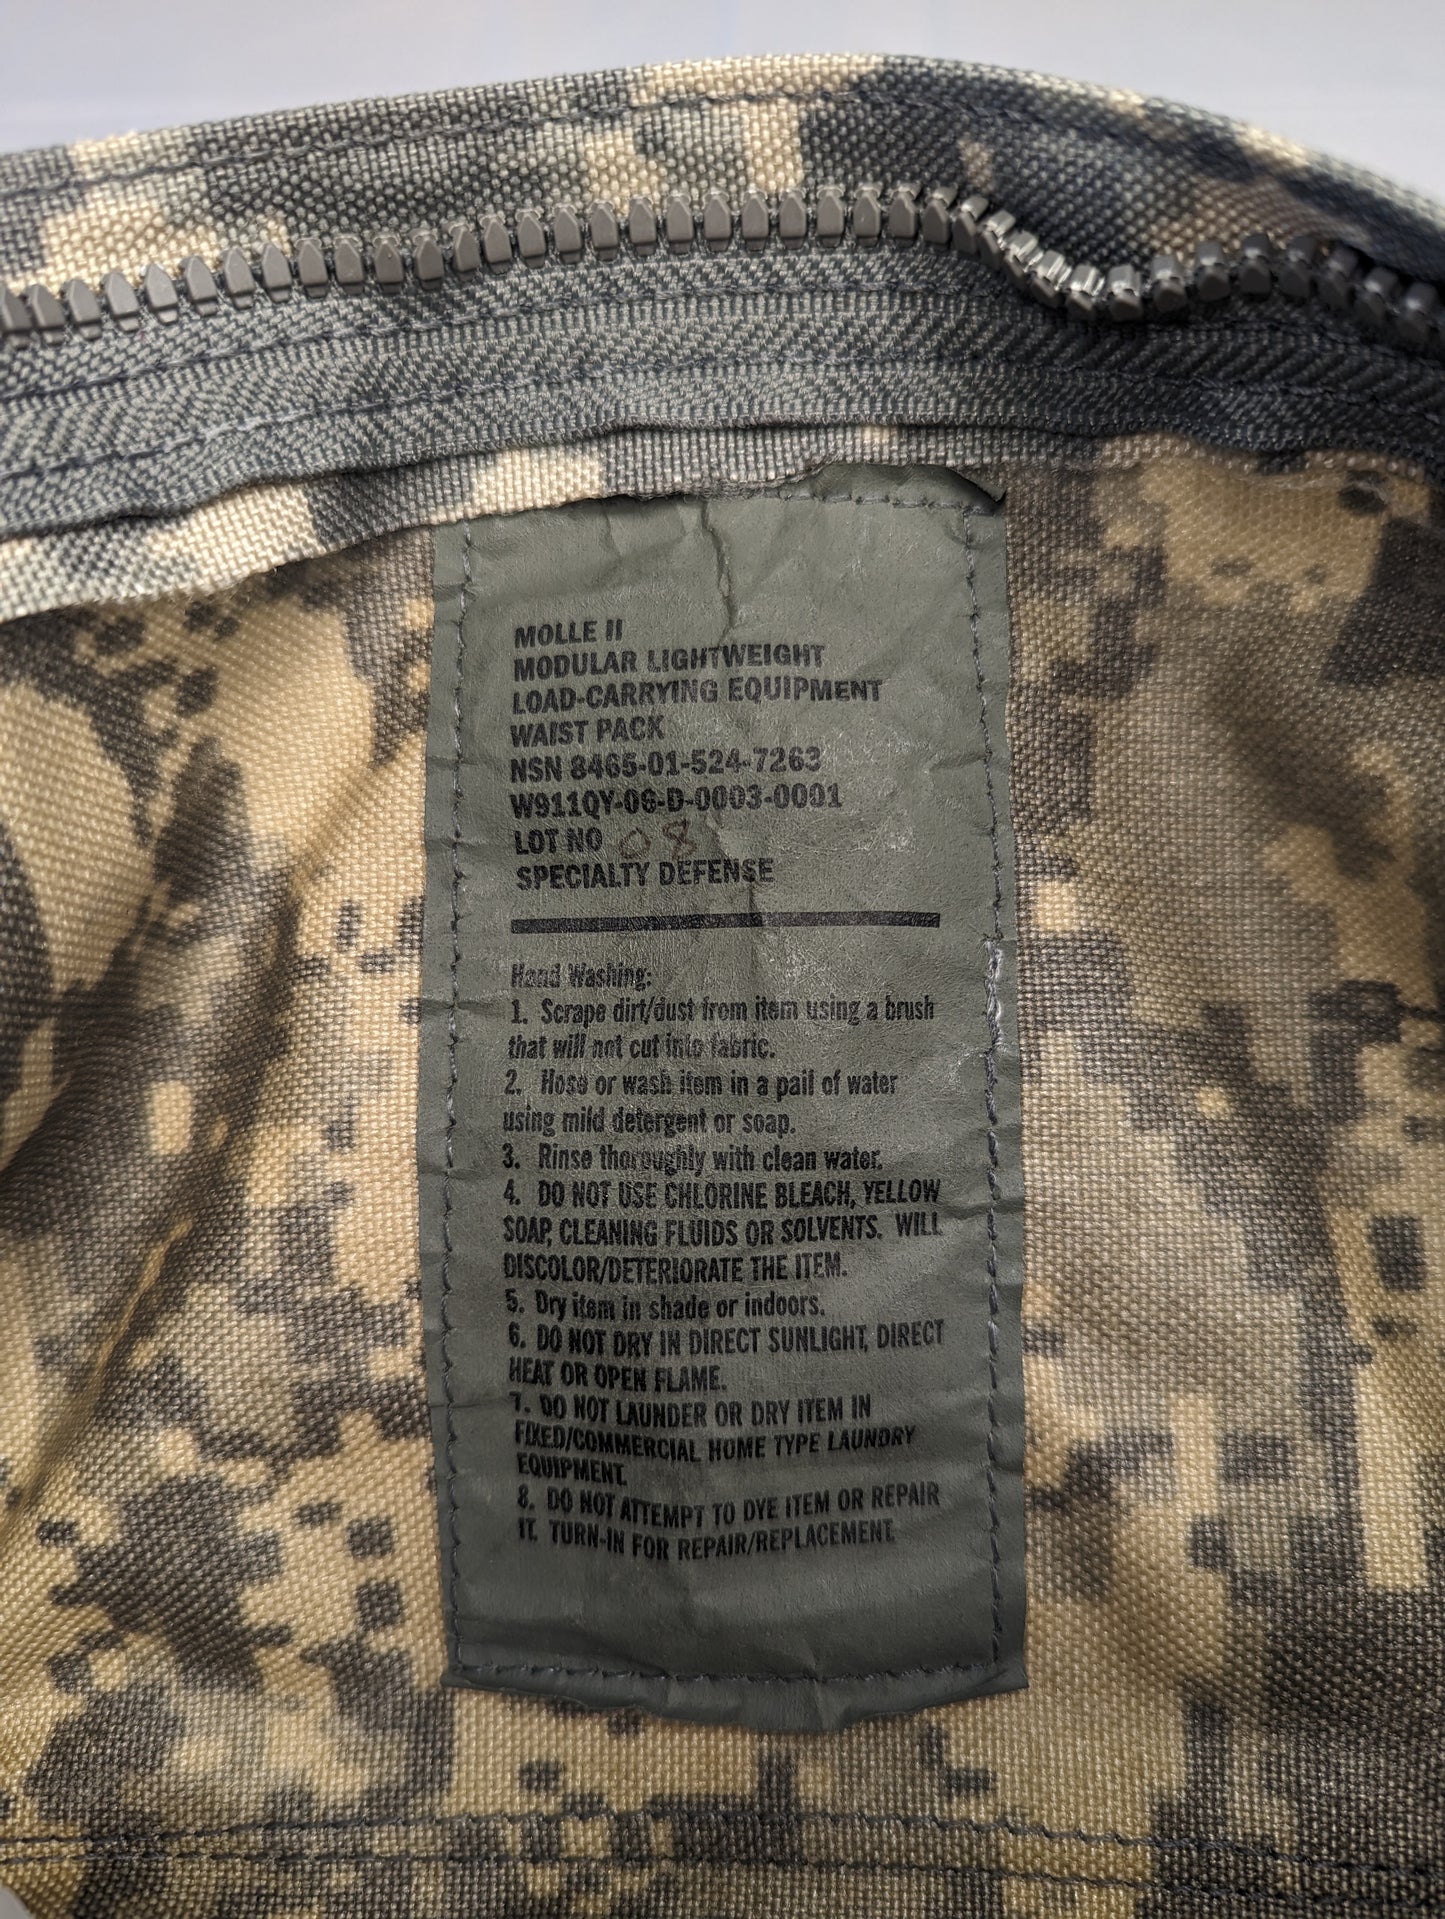 MOLLE II
MODULAR LIGHTWEIGHT
LOAD-CARRYING EQUIPMENT
WAIST PACK
NSN 8465-01-524-7263
W911QY-06-D-0003-0001
LOT NO 08
SPECIALTY DEFENSE
Hand Washing:
1. Scrape dirt/dust from item using a brush
that will not cut into fabric.
2. Hose or wash item in a pail of water
using mild detergent or soap.
3. Rinse thoroughly with clean water.
4. DO NOT USE CHLORINE BLEACH, YELLOW
SOAP, CLEANING FLUIDS OR SOLVENTS. WILL
DISCOLOR/DETERIORATE THE ITEM.
5. Dry item in shade or indoors.
6. DO NOT DRY IN DIRECT SUNLIGHT, DIRECT
HEAT OR OPEN FLAME.
7. DO NOT LAUNDER OR DRY ITEM IN
FIXED/COMMERCIAL HOME TYPE LAUNDRY
EQUIPMENT.
8. DO NOT ATTEMPT TO DYE ITEM OR REPAIR
IT. TURN-IN FOR REPAIR/REPLACEMENT.